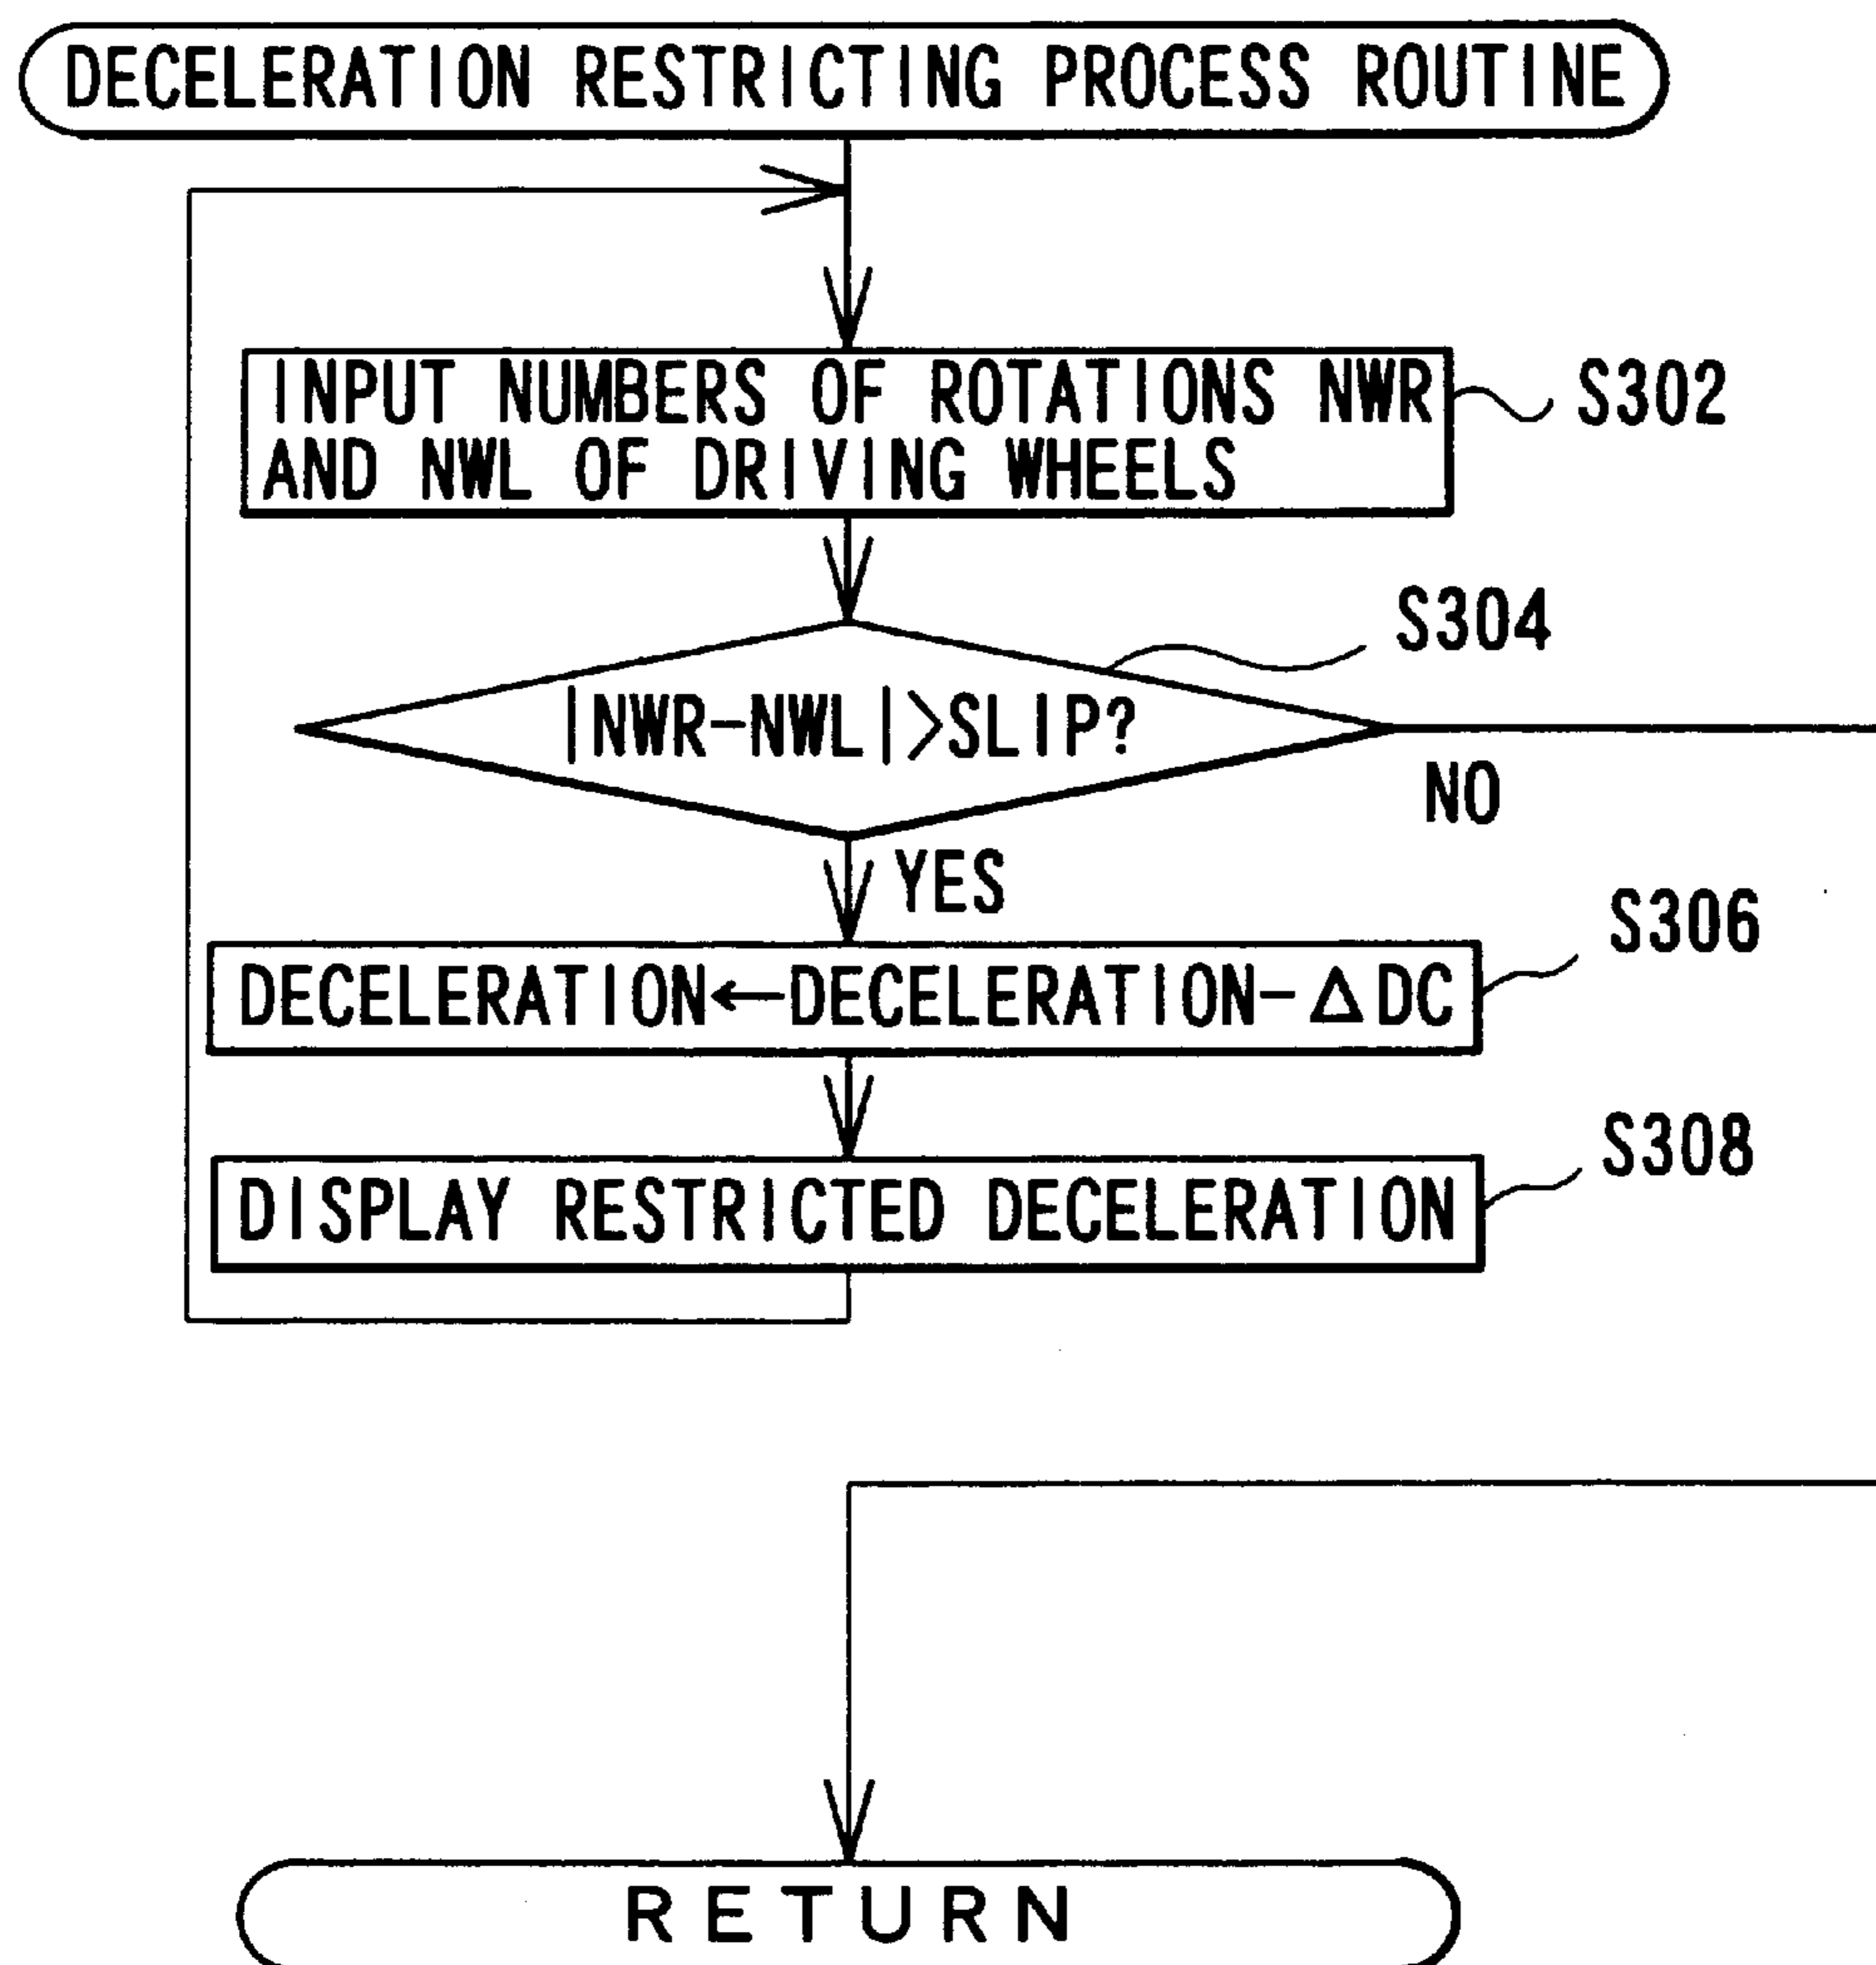 DECELERATION RESTRICTING PROCESS ROUTINE
INPUT NUMBERS OF ROTATIONS NWR
AND NWL OF DRIVING WHEELS
S302
S304
|NWR-NWL|>SLIP?
NO
YES
S306
DECELERATION←DECELERATION-ΔDC
S308
DISPLAY RESTRICTED DECELERATION
RETURN